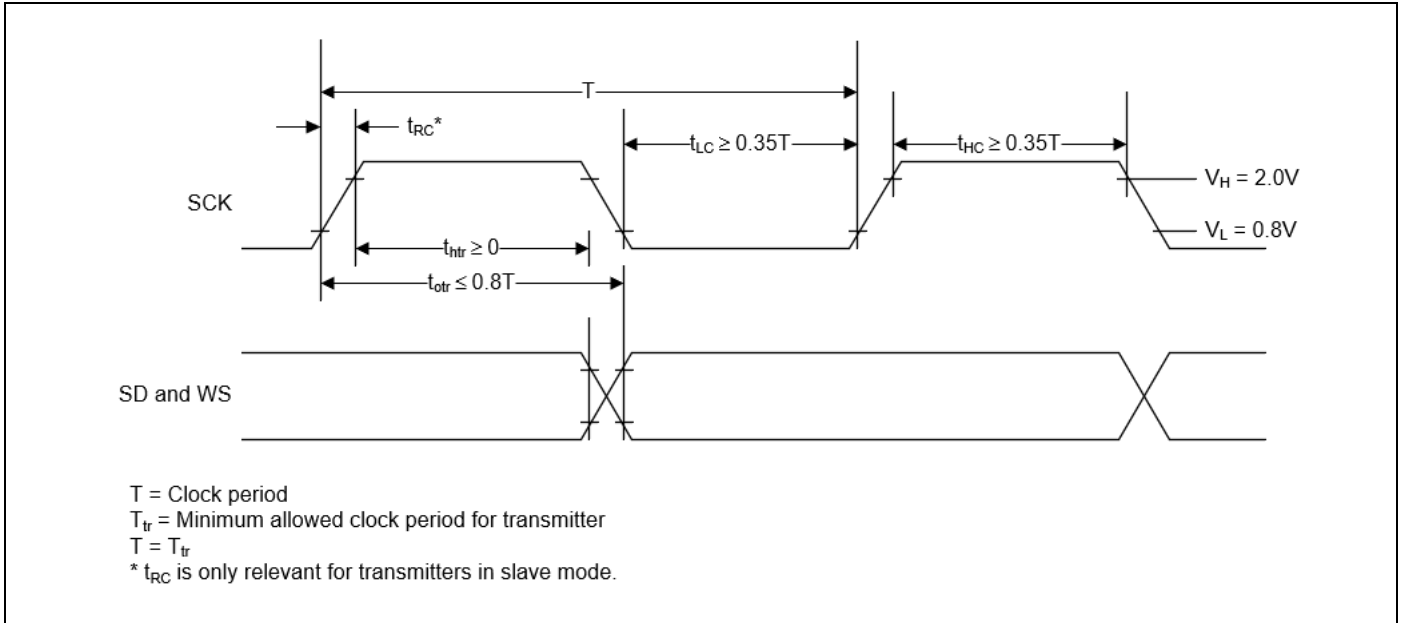 T
tRC*
tLC ≥ 0.35T
tHC ≥ 0.35T
VH = 2.0V
SCK
VL = 0.8V
thtr ≥ 0
totr ≤ 0.8T
SD and WS
T = Clock period
Ttr = Minimum allowed clock period for transmitter
T = Ttr
* tRC is only relevant for transmitters in slave mode.